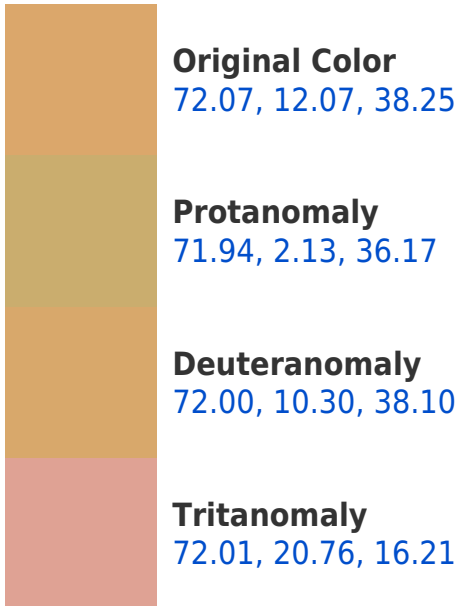 Original Color
72.07, 12.07, 38.25
Protanomaly
71.94, 2.13, 36.17
Deuteranomaly
72.00, 10.30, 38.10
Tritanomaly
72.01, 20.76, 16.21